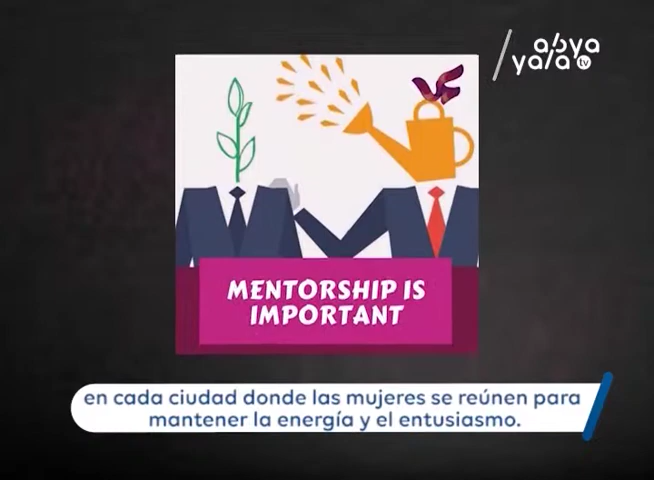 abya
yala tv
MENTORSHIP IS
IMPORTANT
en cada ciudad donde las mujeres se reúnen para
mantener la energía y el entusiasmo.